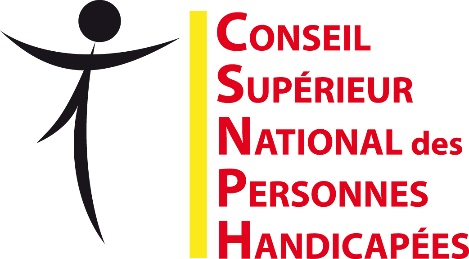 CONSEIL
SUPÉRIEUR
NATIONAL des
PERSONNES
HANDICAPÉES